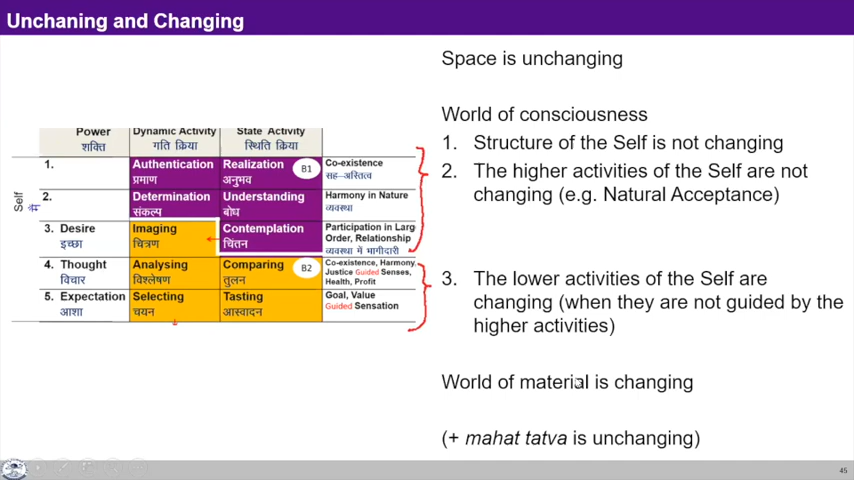 Unchaning and Changing
Space is unchanging
World of consciousness
1. Structure of the Self is not changing
2. The higher activities of the Self are not
changing (e.g. Natural Acceptance)
3. The lower activities of the Self are
changing (when they are not guided by the
higher activities)
World of material is changing
(+ mahat tatva is unchanging)
Power Dynamic Activity State Activity
शक्ति गति क्रिया स्थिति क्रिया
Self
मैं
1. Authentication Realization B1 Co-existence
प्रमाण अनुभव सह-अस्तित्व
2. Determination Understanding Harmony in Nature
संकल्प बोध व्यवस्था
3. Desire Imaging Contemplation Participation in Larg
Order, Relationship
इच्छा चित्रण चिंतन व्यवस्था में भागीदारी
4. Thought Analysing Comparing B2 Co-existence, Harmony,
Justice Guided Senses,
विचार विश्लेषण तुलन Health, Profit
5. Expectation Selecting Tasting Goal, Value
आशा चयन आस्वादन Guided Sensation
45